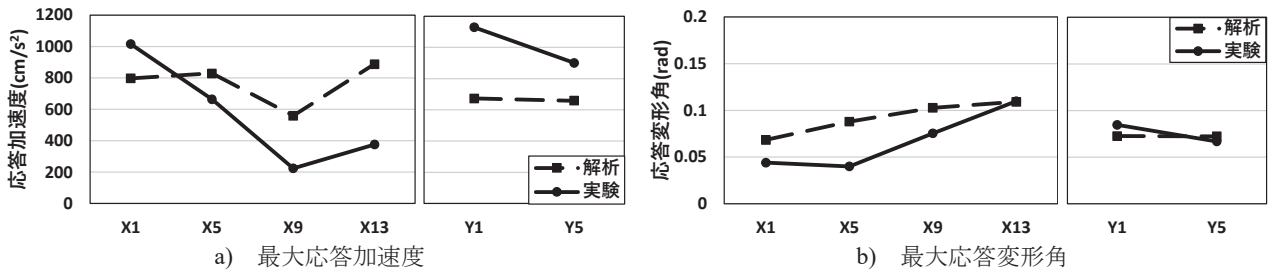 応答加速度(cm/s²)
1200
1000
800
600
400
200
0
X1 X5 X9 X13 Y1 Y5
解析
実験
a) 最大応答加速度
応答変形角(rad)
0.2
0.15
0.1
0.05
0
X1 X5 X9 X13 Y1 Y5
解析
実験
b) 最大応答変形角